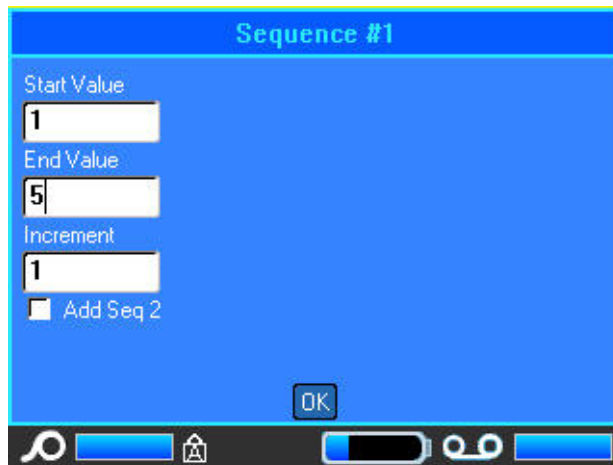 Sequence #1
Start Value
1
End Value
5
Increment
1
Add Seq 2
OK
A